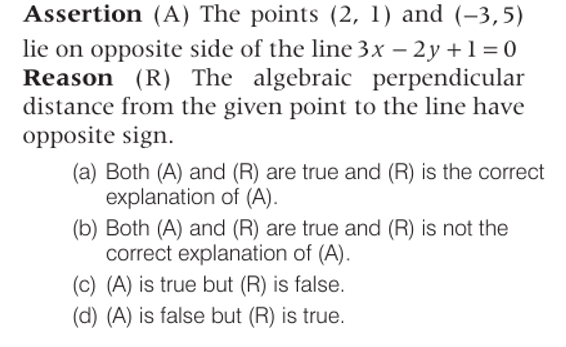 Assertion (A) The points (2, 1) and (−3,5)
lie on opposite side of the line 3x − 2y + 1 = 0
Reason (R) The algebraic perpendicular
distance from the given point to the line have
opposite sign.
(a) Both (A) and (R) are true and (R) is the correct
explanation of (A).
(b) Both (A) and (R) are true and (R) is not the
correct explanation of (A).
(c) (A) is true but (R) is false.
(d) (A) is false but (R) is true.